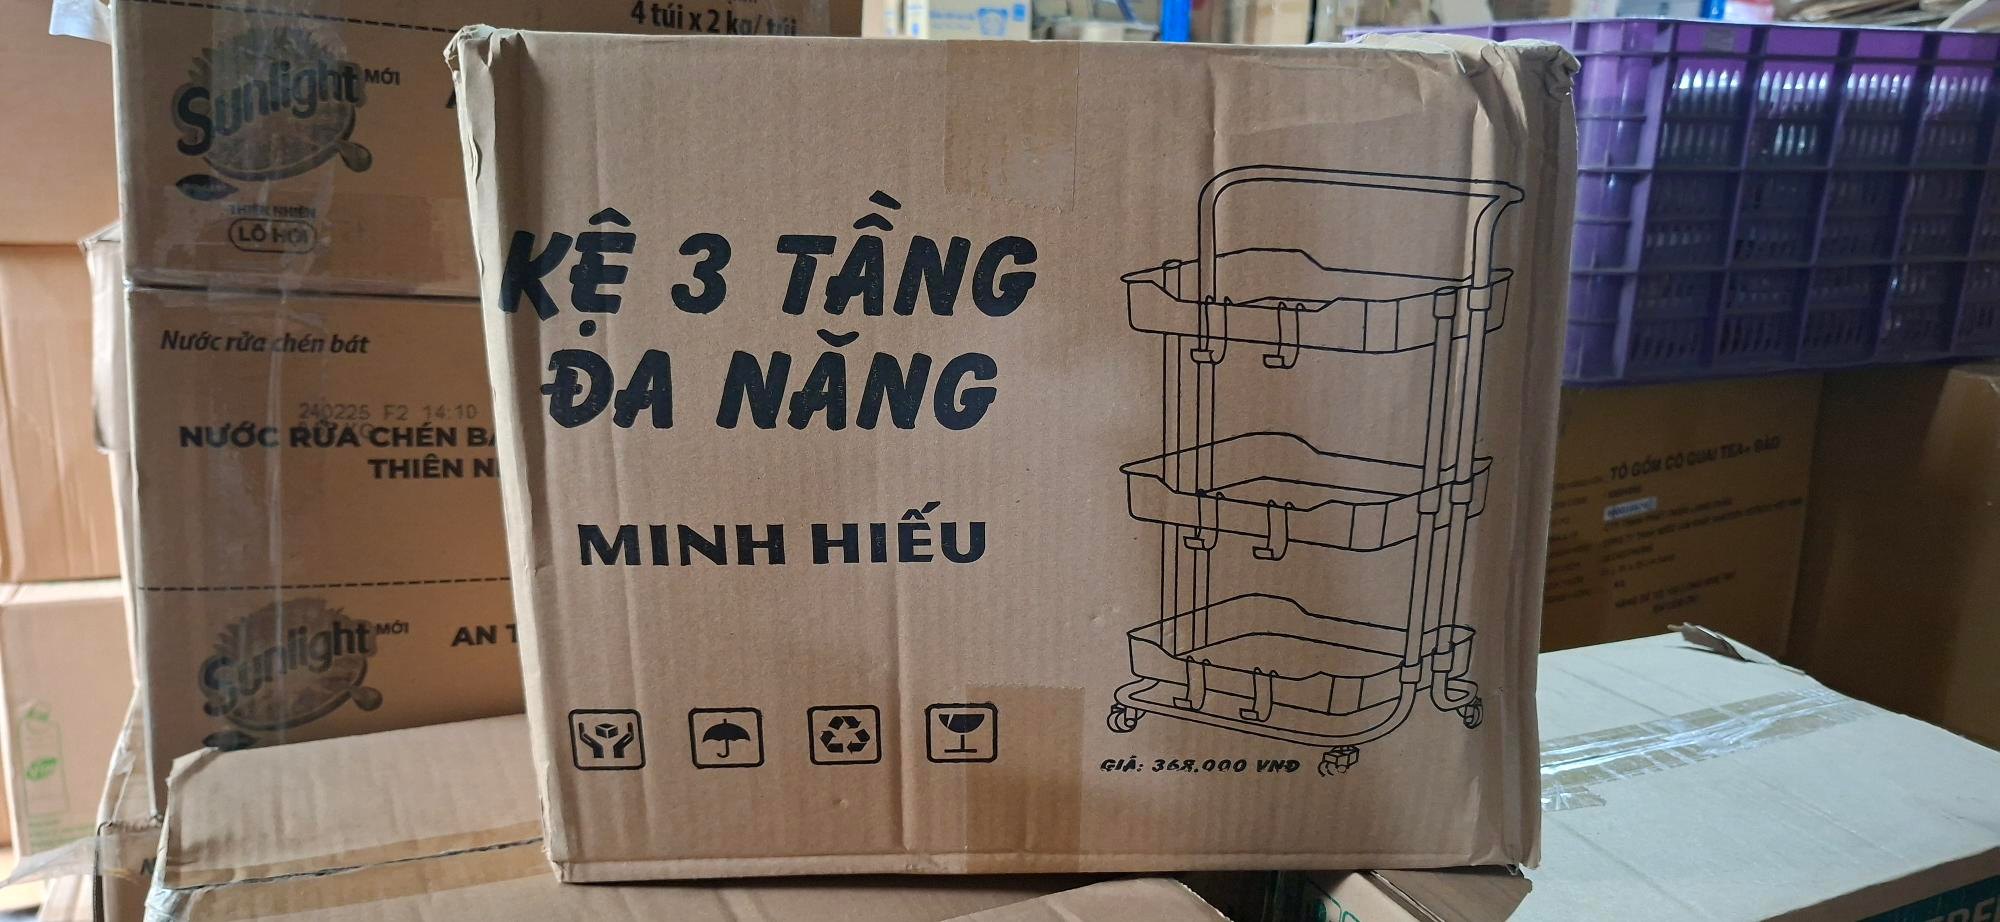 4 túi x 2 kg/ túi
Sunlight MỚI
THIÊN NHIÊN
LÔ HỘI
Nước rửa chén bát
240225 F2 14:10
NƯỚC RỬA CHÉN
THIÊN
Sunlight MỚI
AN
KỆ 3 TẦNG
ĐA NĂNG
MINH HIẾU
GIÁ: 368.000 VNĐ
TÔ GỐM CÓ QUAI TEA+ ĐÀO